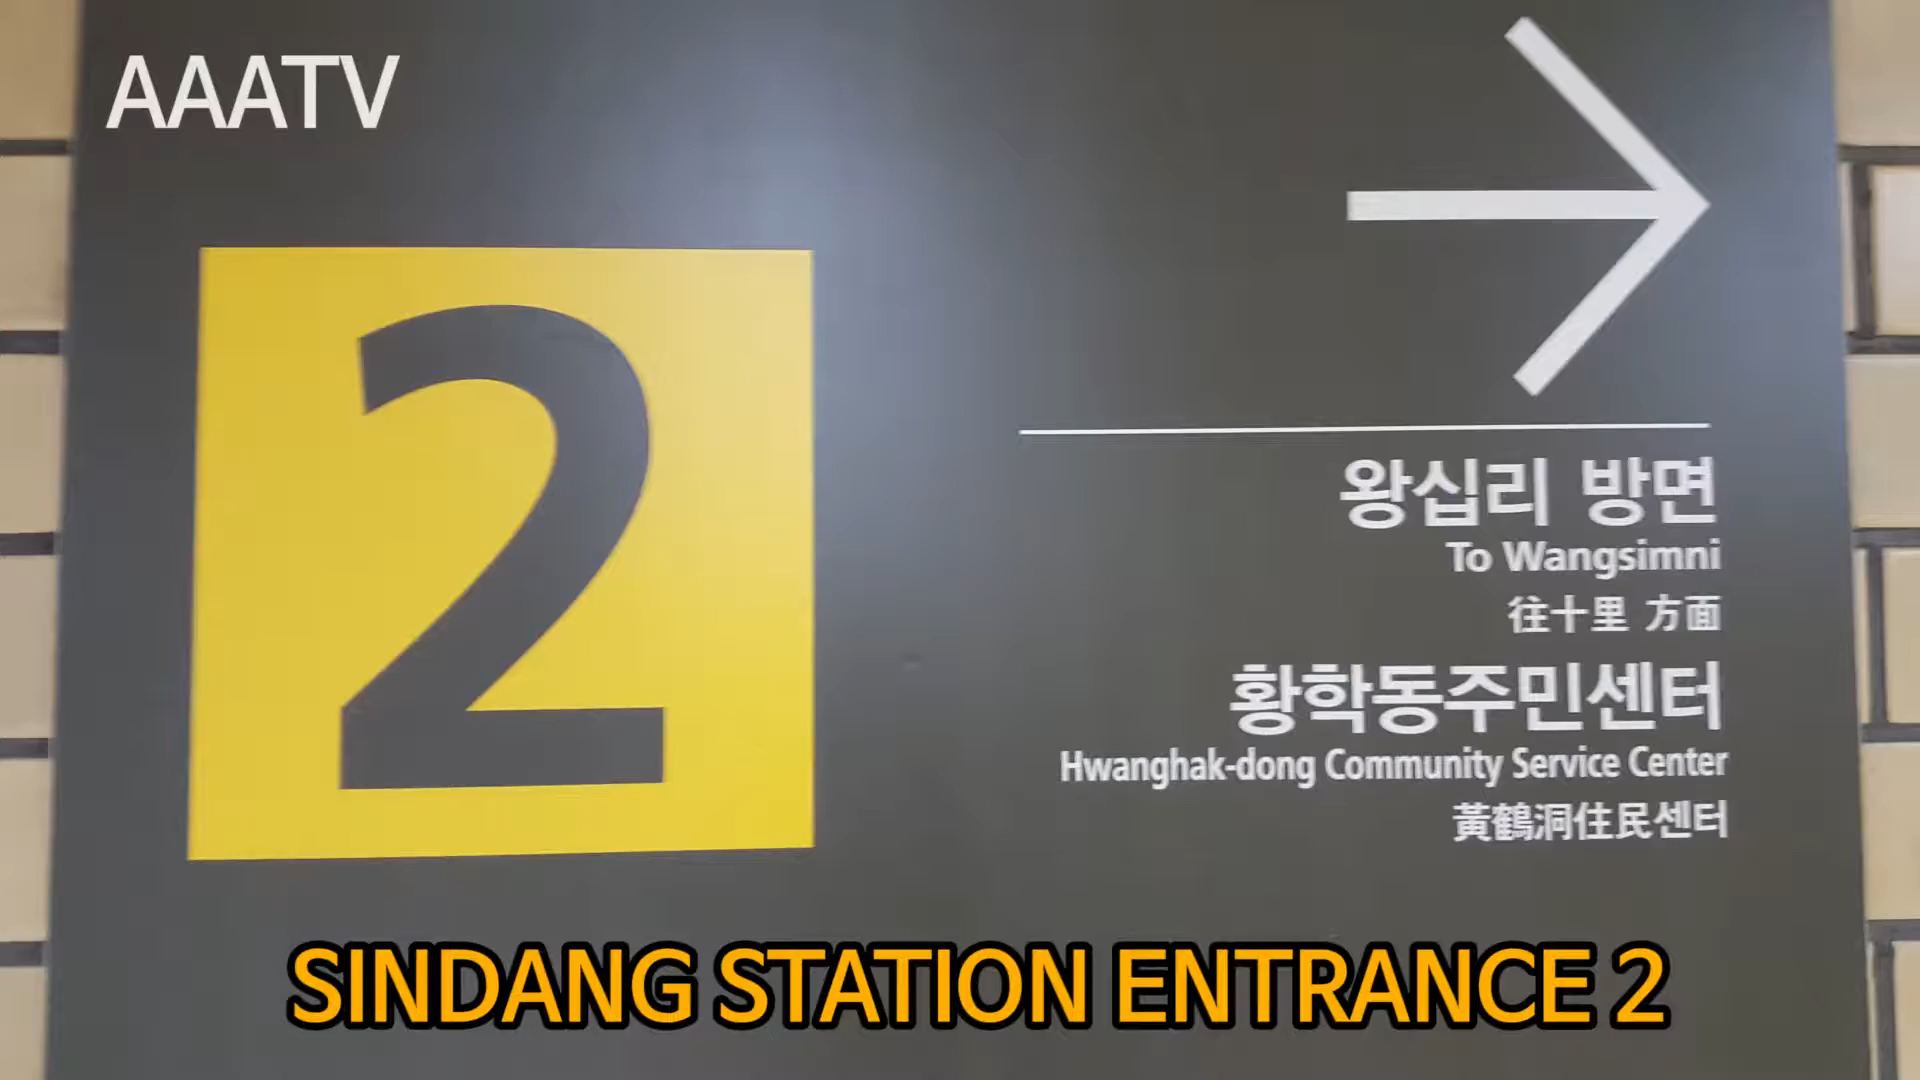 AAATV
2
왕십리 방면
To Wangsimni
往十里 方面
황학동주민센터
Hwanghak-dong Community Service Center
黃鶴洞住民센터
SINDANG STATION ENTRANCE 2